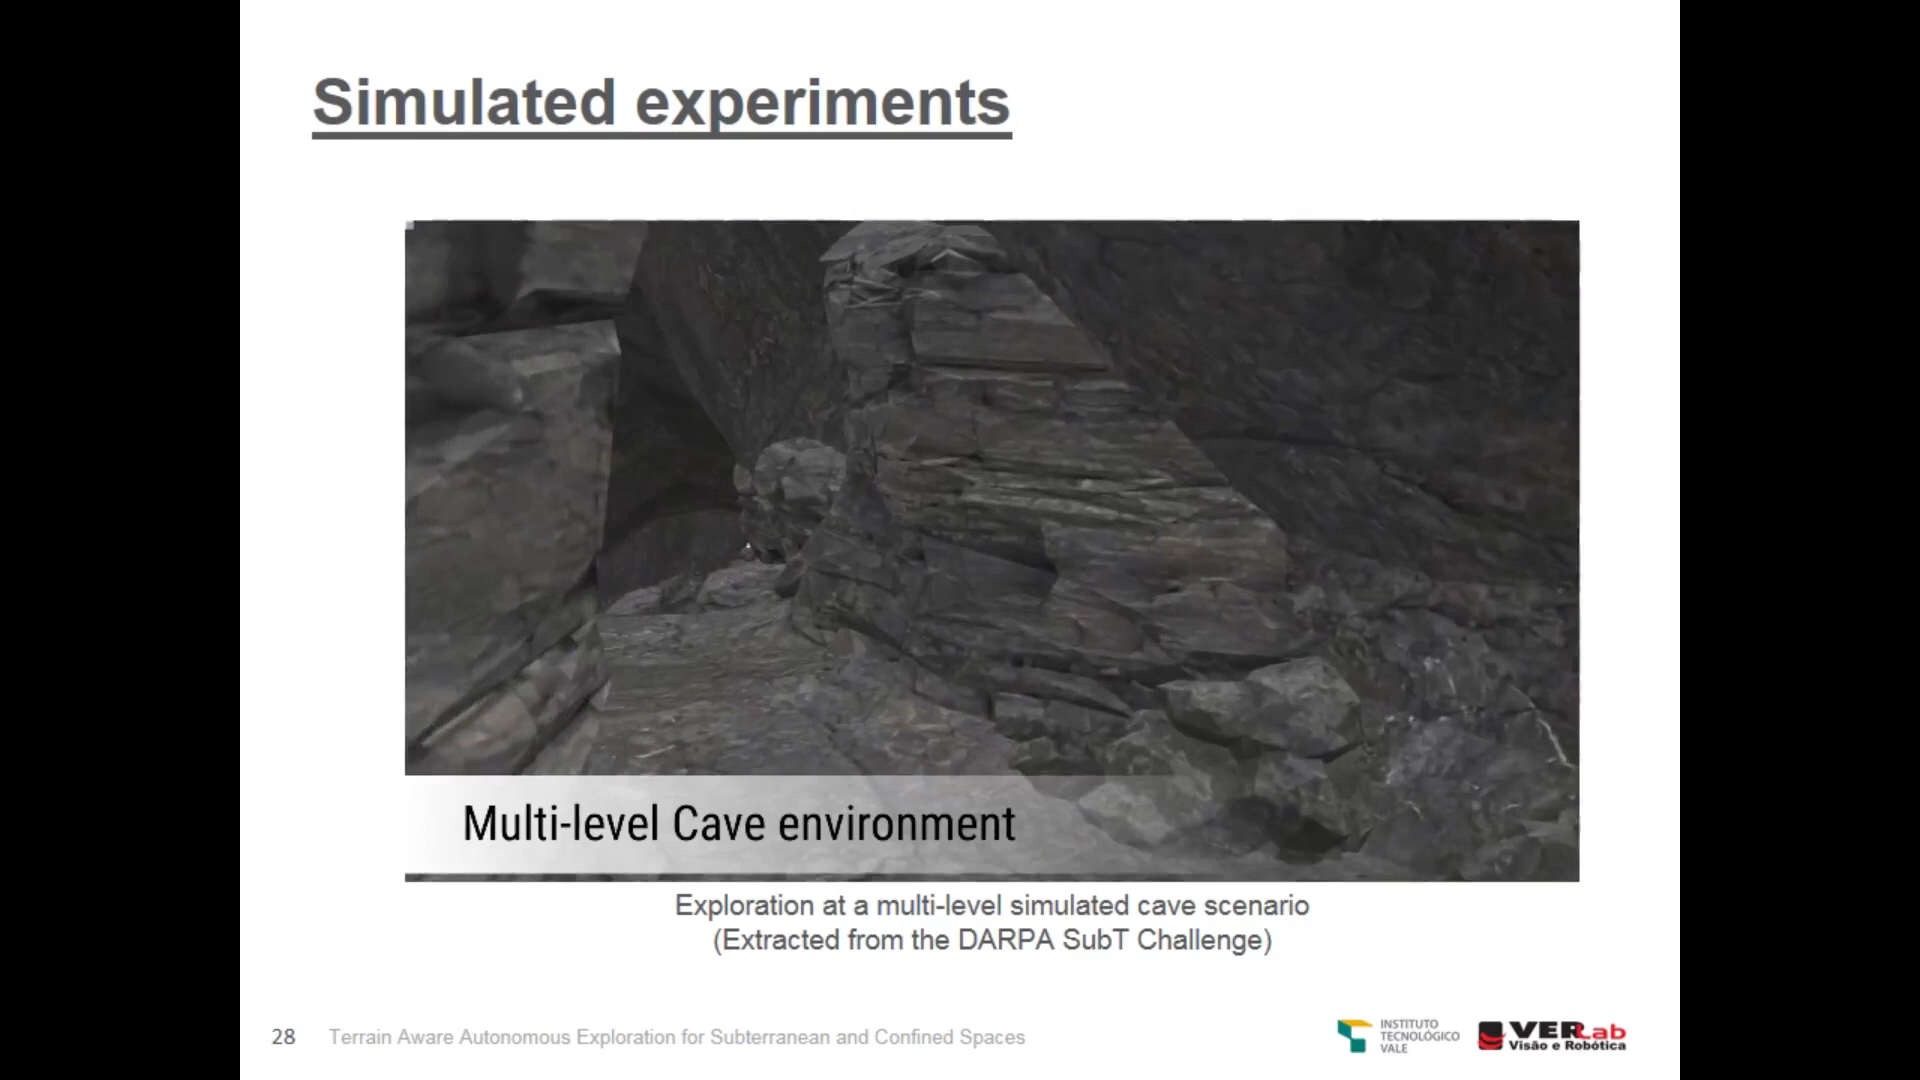 Simulated experiments
Multi-level Cave environment
Exploration at a multi-level simulated cave scenario
(Extracted from the DARPA SubT Challenge)
28 Terrain Aware Autonomous Exploration for Subterranean and Confined Spaces
INSTITUTO
TECNOLÓGICO
VALE
VERLab
Visão e Robótica